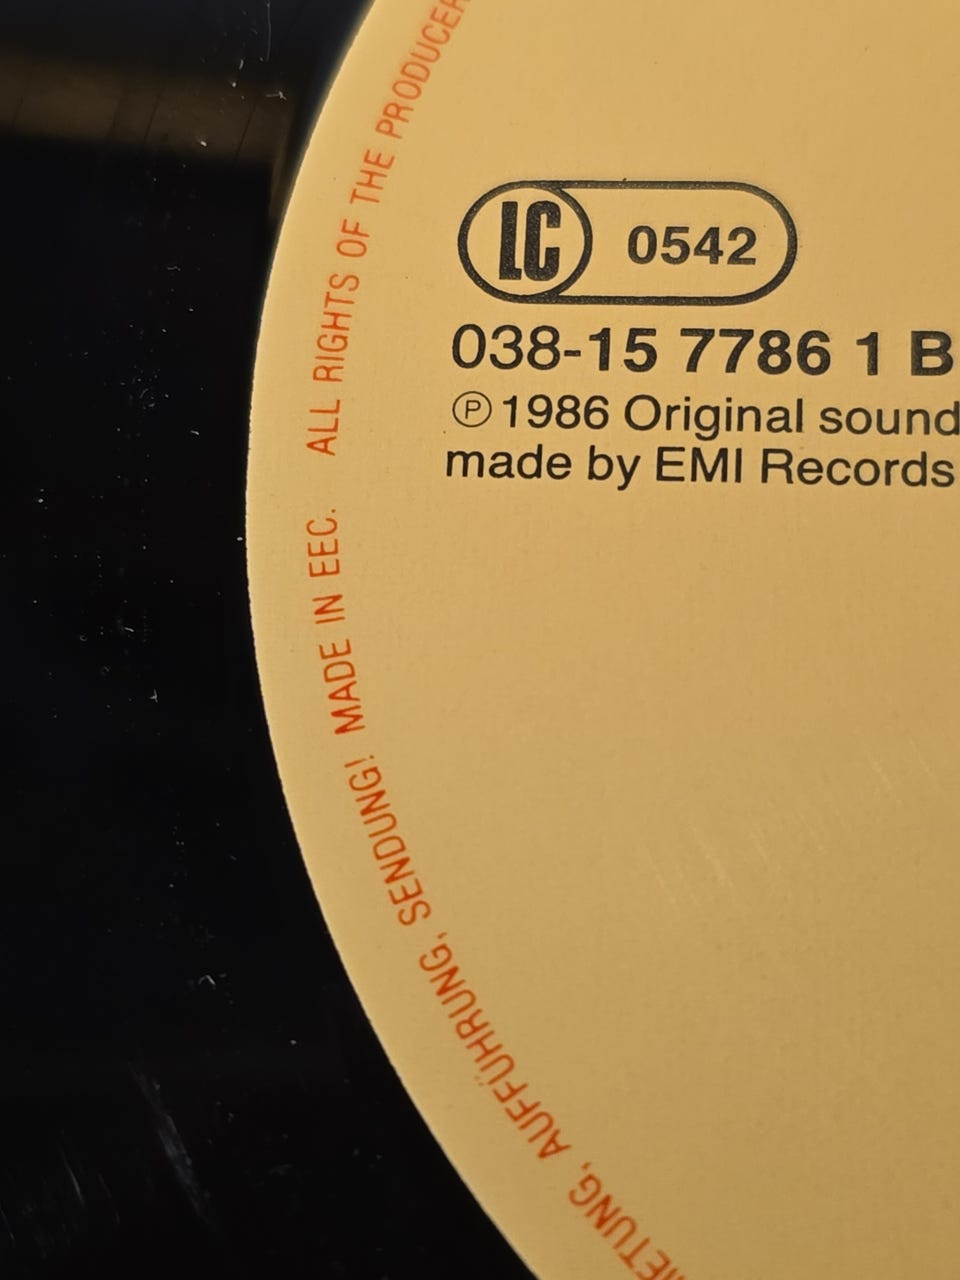 LC 0542
038-15 7786 1 B
Ⓟ 1986 Original sound
made by EMI Records
AUFFÜHRUNG, SENDUNG! MADE IN EEC. ALL RIGHTS OF THE PRODUCER